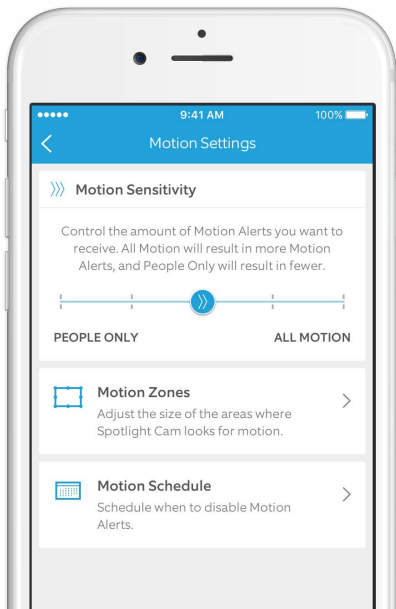 9:41 AM
100%
Motion Settings
Motion Sensitivity
Control the amount of Motion Alerts you want to
receive. All Motion will result in more Motion
Alerts, and People Only will result in fewer.
PEOPLE ONLY
ALL MOTION
Motion Zones
Adjust the size of the areas where
Spotlight Cam looks for motion.
Motion Schedule
Schedule when to disable Motion
Alerts.